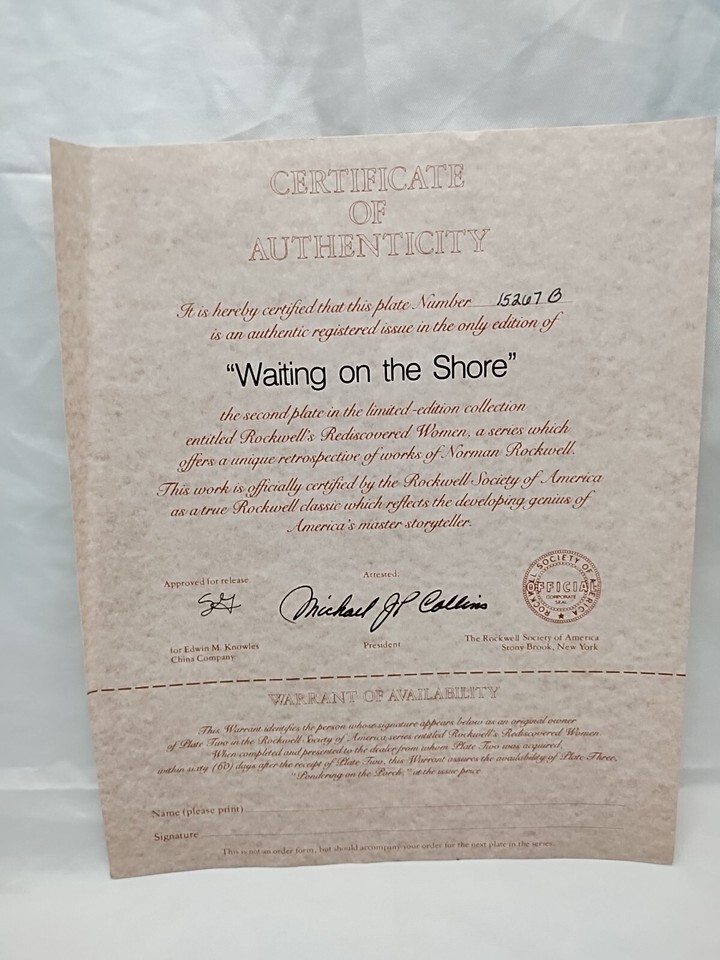 CERTIFICATE
OF
AUTHENTICITY
It is hereby certified that this plate Number 15267 B
is an authentic registered issue in the only edition of
“Waiting on the Shore”
the second plate in the limited-edition collection
entitled Rockwell's Rediscovered Women, a series which
offers a unique retrospective of works of Norman Rockwell.
This work is officially certified by the Rockwell Society of America
as a true Rockwell classic which reflects the developing genius of
America's master storyteller.
Approved for release
Attested:
Michael JP Collins
ROCKWELL SOCIETY OF AMERICA
OFFICIAL
CORPORATE
SEAL
for Edwin M. Knowles
China Company
President
The Rockwell Society of America
Stony Brook, New York
WARRANT OF AVAILABILITY
This Warrant identifies the person whose signature appears below as an original owner
of Plate Two in the Rockwell Society of America series entitled Rockwell's Rediscovered Women
When completed and presented to the dealer from whom Plate Two was acquired
within sixty (60) days after the receipt of Plate Two, this Warrant assures the availability of Plate Three,
"Pondering on the Porch," at the issue price
Name (please print)
Signature
This is not an order form, but should accompany your order for the next plate in the series.